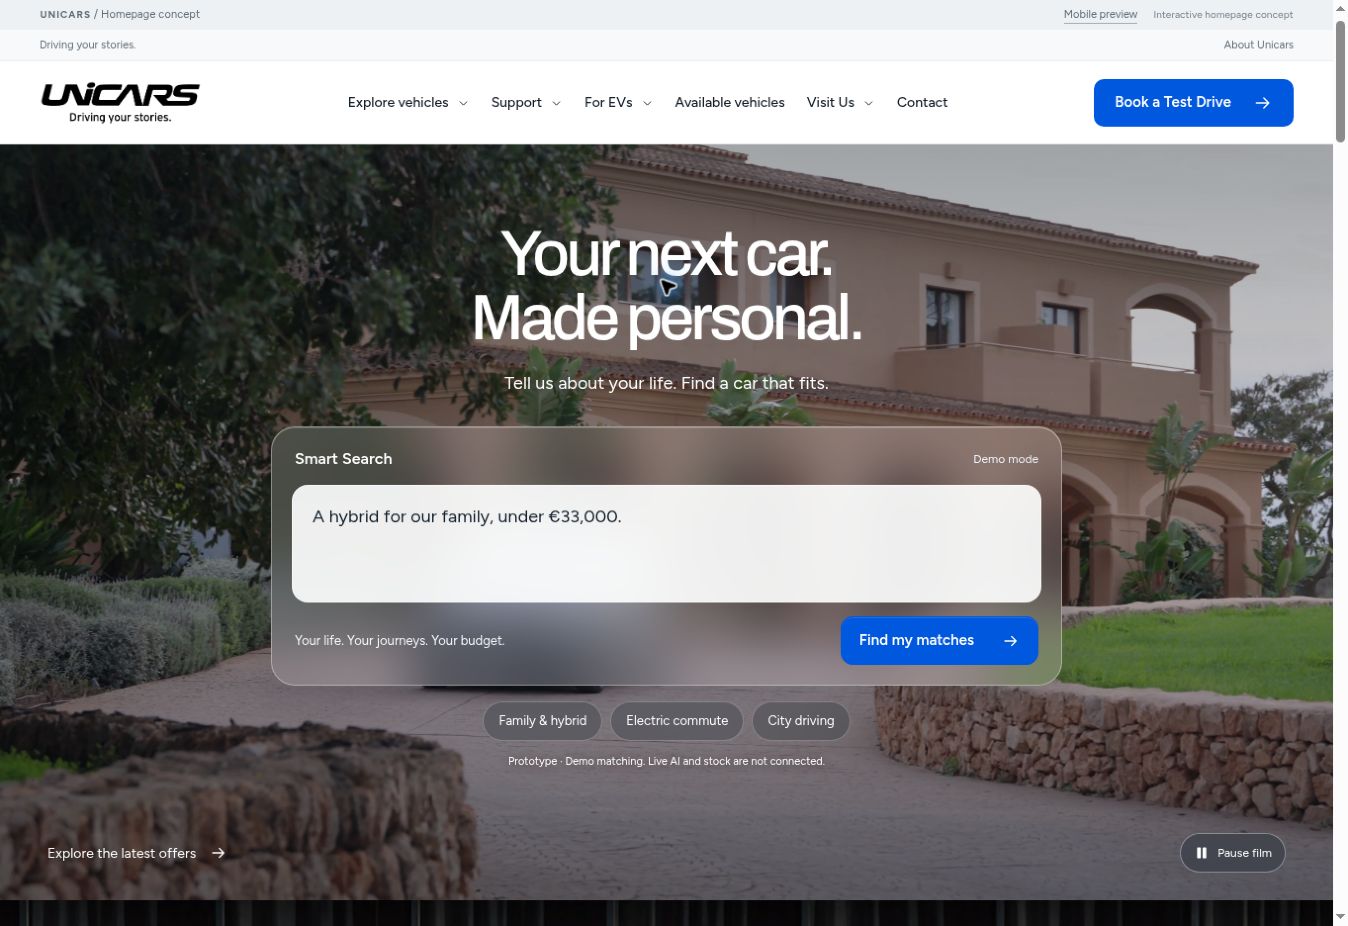 UNICARS / Homepage concept
Mobile preview
Interactive homepage concept
Driving your stories.
About Unicars
UNiCARS
Driving your stories.
Explore vehicles
Support
For EVs
Available vehicles
Visit Us
Contact
Book a Test Drive
Your next car.
Made personal.
Tell us about your life. Find a car that fits.
Smart Search
Demo mode
A hybrid for our family, under €33,000.
Your life. Your journeys. Your budget.
Find my matches
Family & hybrid
Electric commute
City driving
Prototype · Demo matching. Live AI and stock are not connected.
Explore the latest offers
Pause film